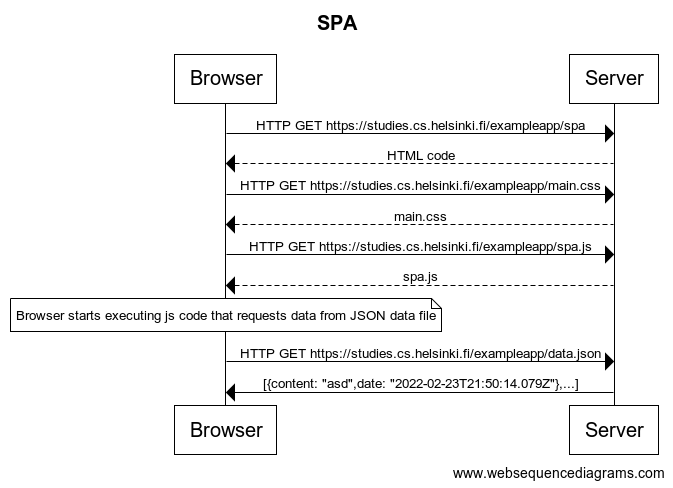 SPA
Browser
Server
HTTP GET https://studies.cs.helsinki.fi/exampleapp/spa
HTML code
HTTP GET https://studies.cs.helsinki.fi/exampleapp/main.css
main.css
HTTP GET https://studies.cs.helsinki.fi/exampleapp/spa.js
spa.js
Browser starts executing js code that requests data from JSON data file
HTTP GET https://studies.cs.helsinki.fi/exampleapp/data.json
[{content: "asd",date: "2022-02-23T21:50:14.079Z"},...]
Browser
Server
www.websequencediagrams.com